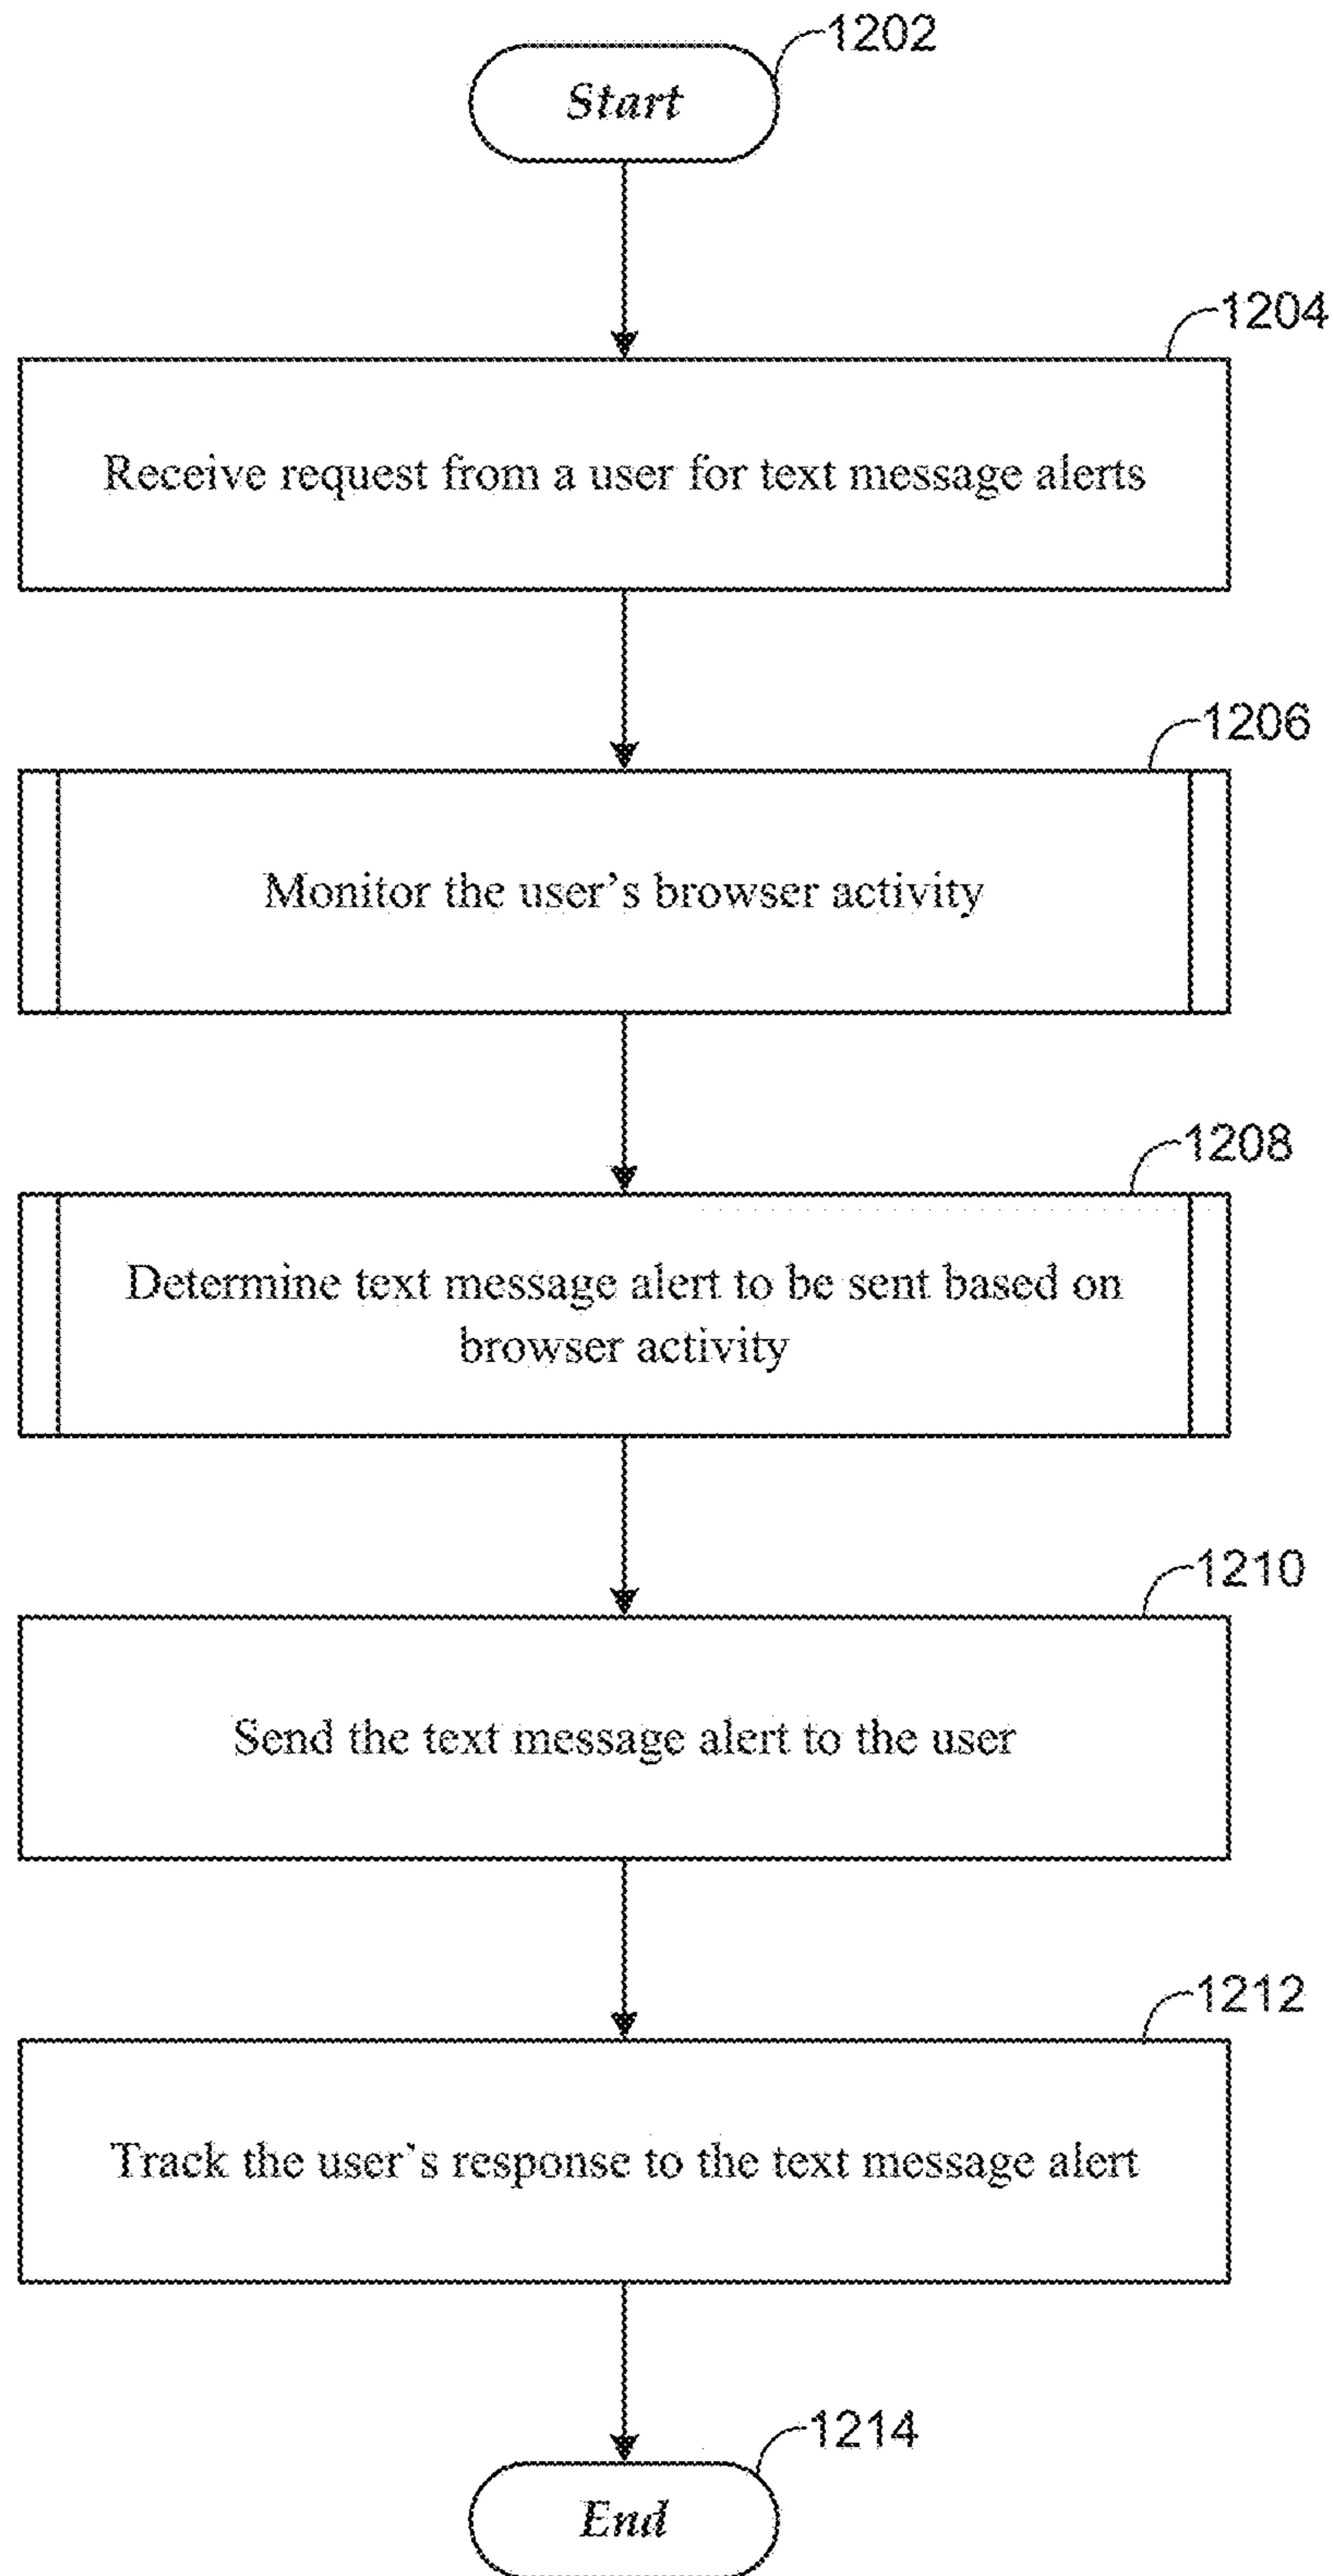 1202
Start
1204
Receive request from a user for text message alerts
1206
Monitor the user's browser activity
1208
Determine text message alert to be sent based on
browser activity
1210
Send the text message alert to the user
1212
Track the user's response to the text message alert
1214
End